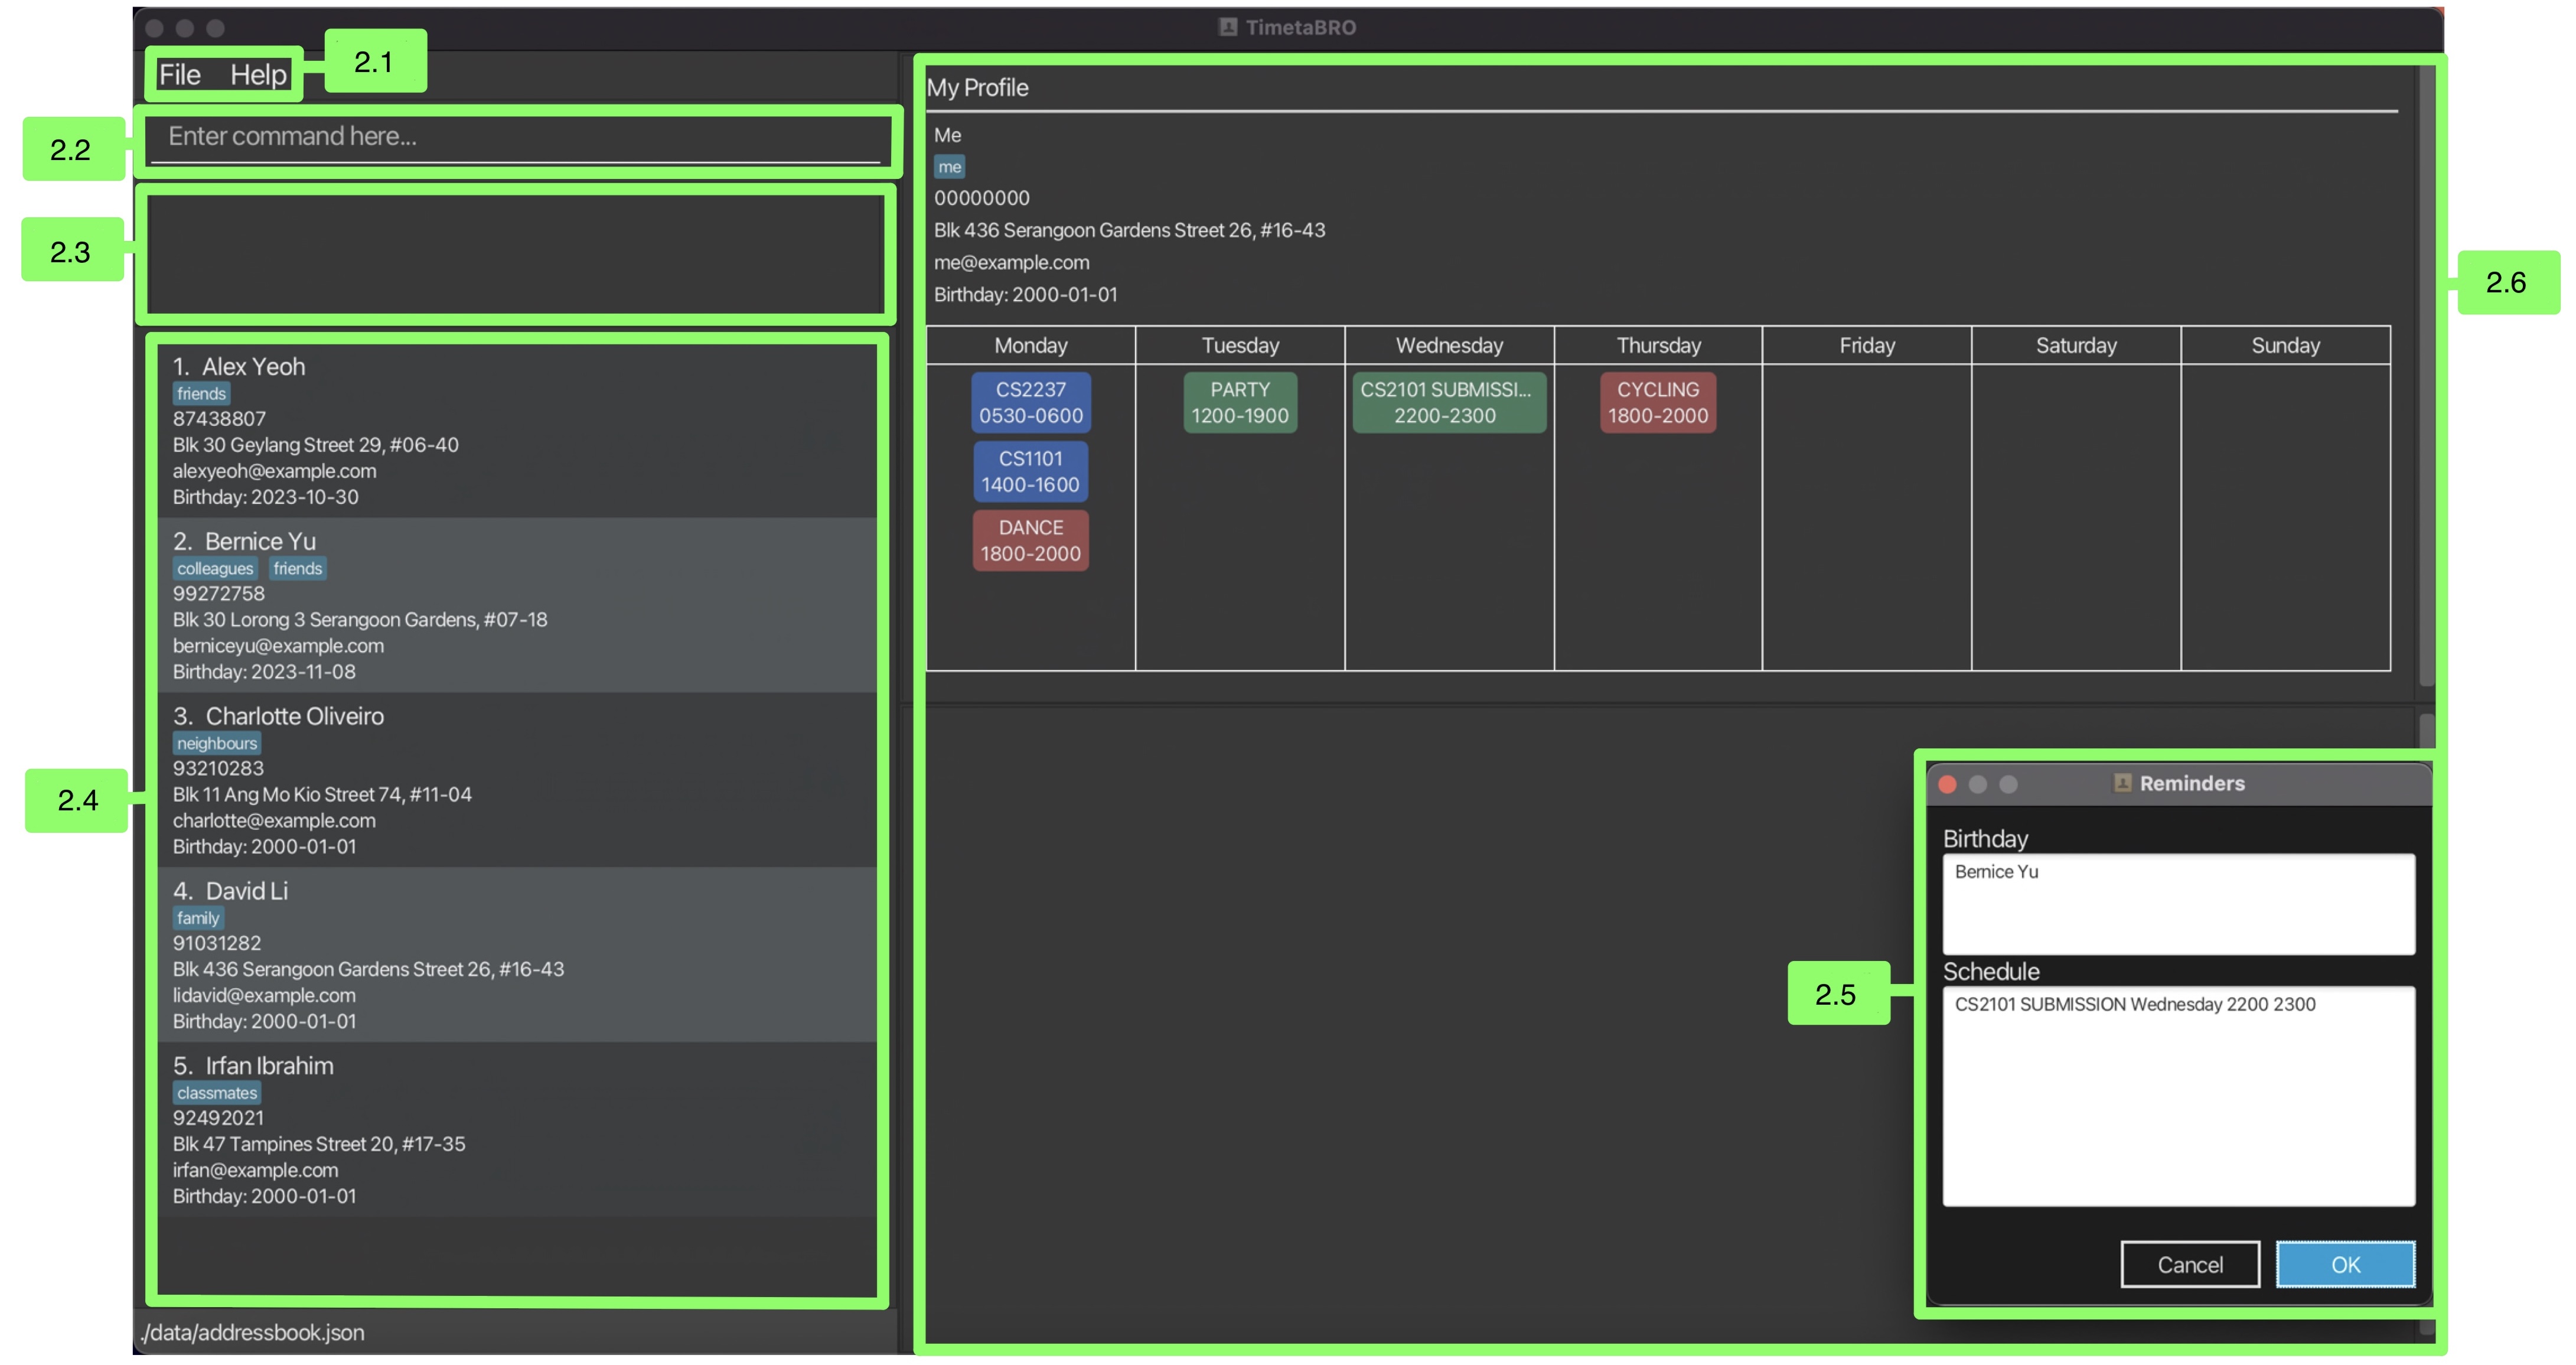 TimetaBRO
File Help
2.1
Enter command here...
2.2
2.3
1. Alex Yeoh
friends
87438807
Blk 30 Geylang Street 29, #06-40
alexyeoh@example.com
Birthday: 2023-10-30
2. Bernice Yu
colleagues friends
99272758
Blk 30 Lorong 3 Serangoon Gardens, #07-18
berniceyu@example.com
Birthday: 2023-11-08
3. Charlotte Oliveiro
neighbours
93210283
Blk 11 Ang Mo Kio Street 74, #11-04
charlotte@example.com
Birthday: 2000-01-01
2.4
4. David Li
family
91031282
Blk 436 Serangoon Gardens Street 26, #16-43
lidavid@example.com
Birthday: 2000-01-01
5. Irfan Ibrahim
classmates
92492021
Blk 47 Tampines Street 20, #17-35
irfan@example.com
Birthday: 2000-01-01
./data/addressbook.json
My Profile
Me
me
00000000
Blk 436 Serangoon Gardens Street 26, #16-43
me@example.com
Birthday: 2000-01-01
2.6
Monday Tuesday Wednesday Thursday Friday Saturday Sunday
CS2237 PARTY CS2101 SUBMISSI... CYCLING
0530-0600 1200-1900 2200-2300 1800-2000
CS1101
1400-1600
DANCE
1800-2000
Reminders
Birthday
Bernice Yu
Schedule
CS2101 SUBMISSION Wednesday 2200 2300
2.5
Cancel OK